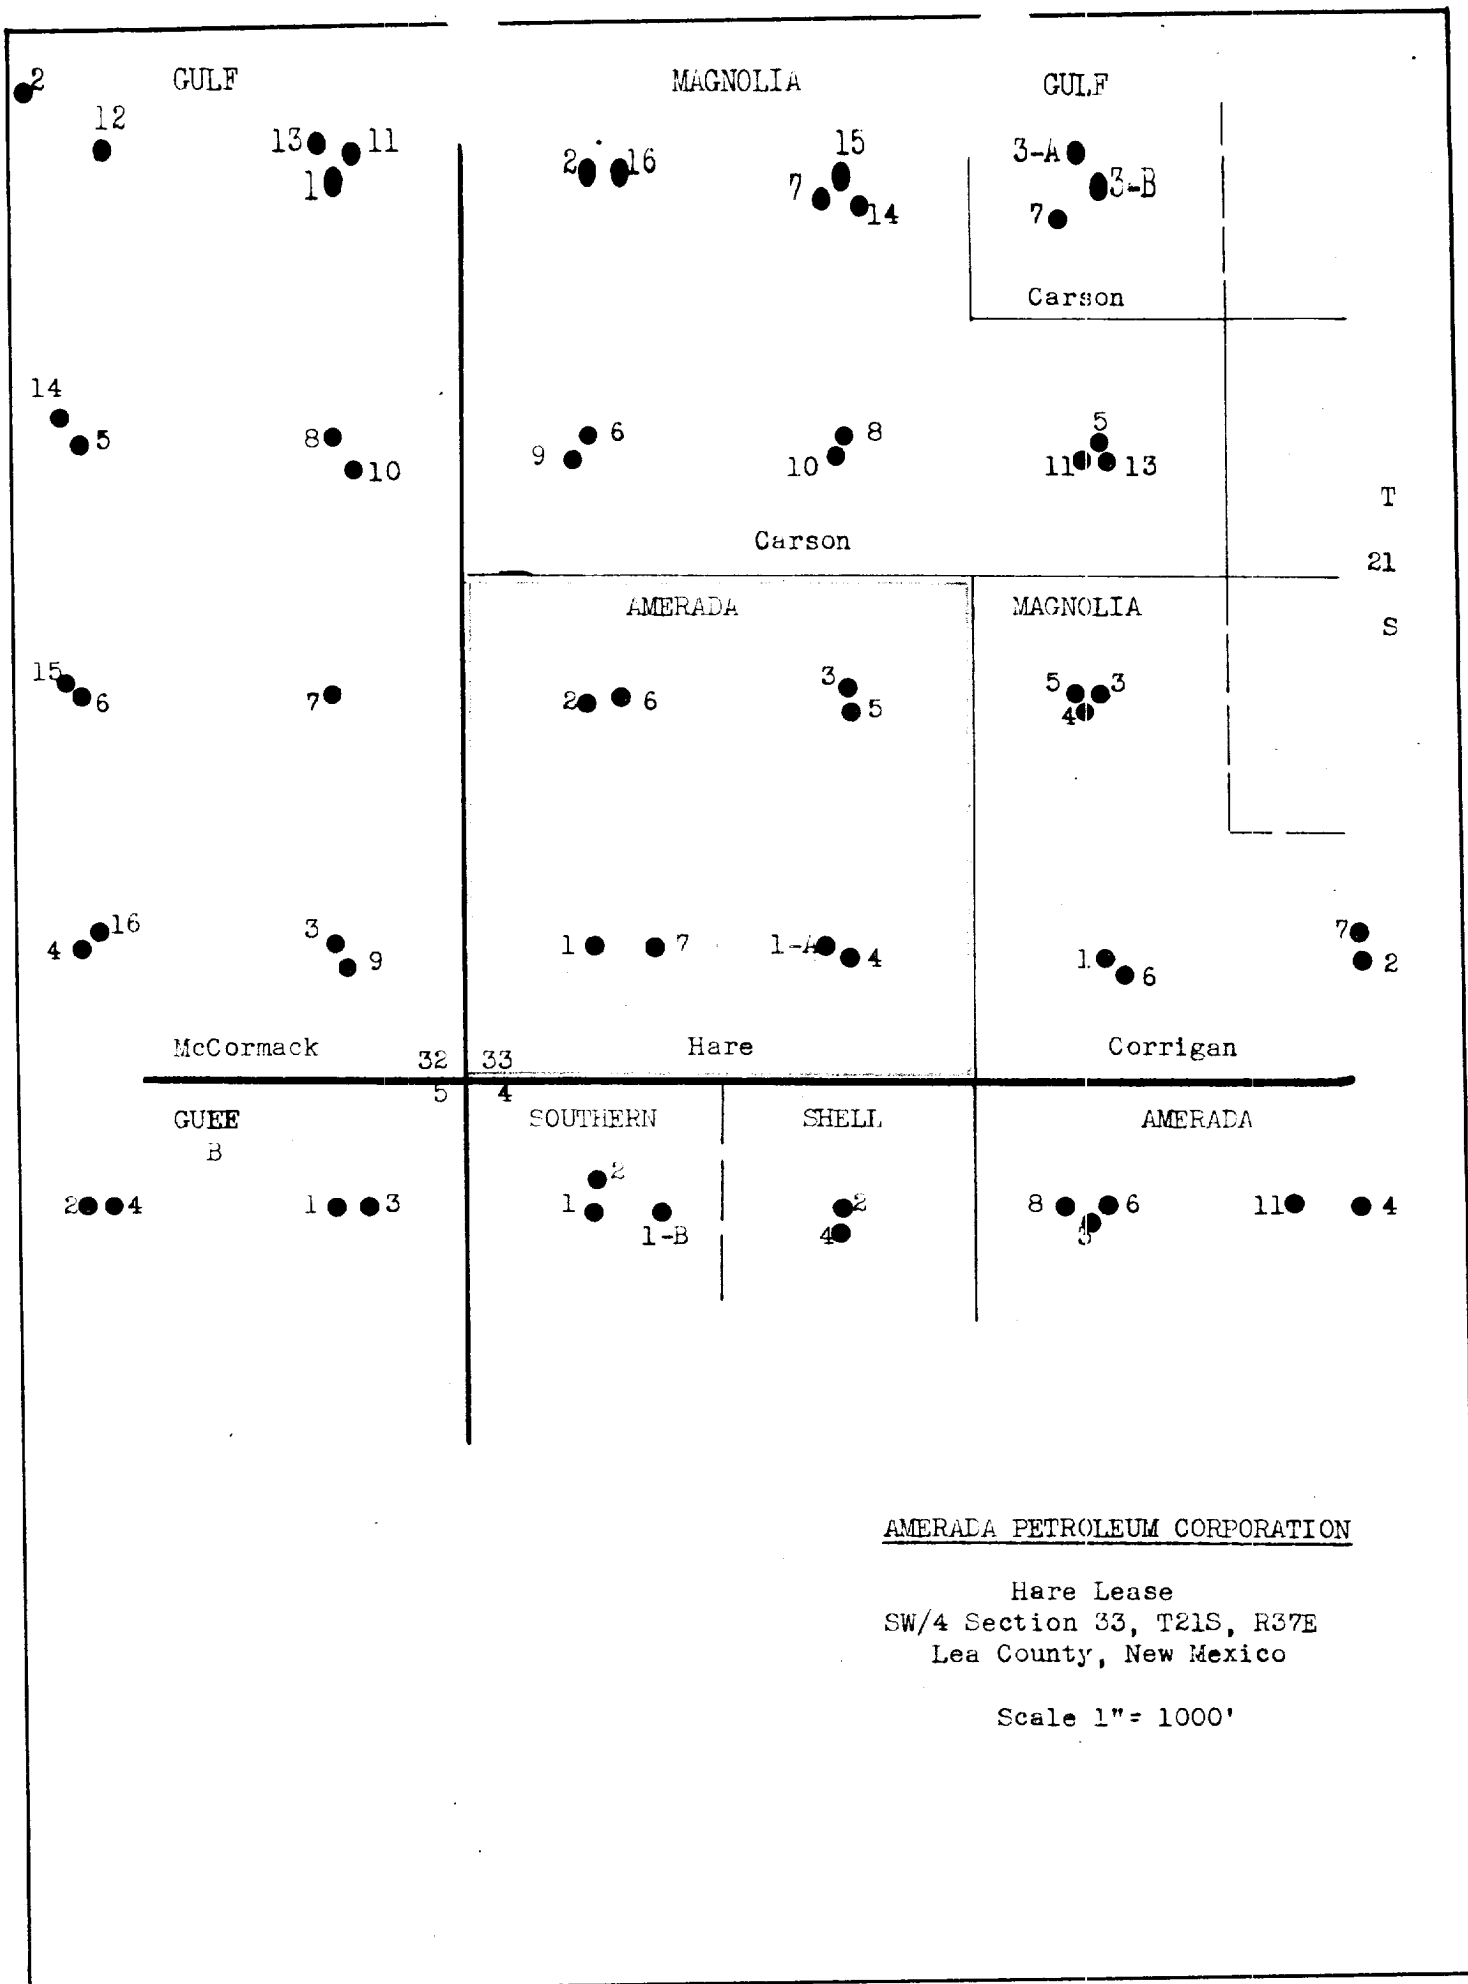 GULF MAGNOLIA GULF
2
12
13 11
1
2 16
15
7
14
3-A
3-B
7
Carson
14
5
8
10
6
9
8
10
5
11 13
Carson
T
21
S
AMERADA MAGNOLIA
15
6
7
2 6
3
5
5 3
4
16
4
3
9
1 7
1-A
4
1
6
7
2
McCormack Hare Corrigan
32 33
5 4
GULF SOUTHERN SHELL AMERADA
B
2 4
1 3
2
1
1-B
2
4
8 6
3
11 4
AMERADA PETROLEUM CORPORATION
Hare Lease
SW/4 Section 33, T21S, R37E
Lea County, New Mexico
Scale 1"= 1000'